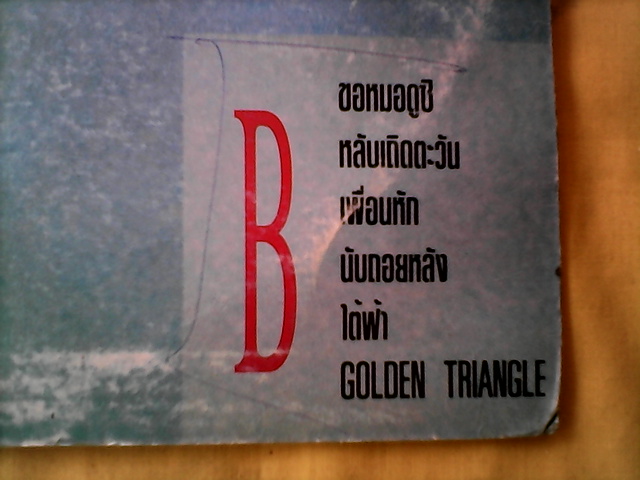 B
ขอหมอดูซิ
หลับเถิดตะวัน
เพื่อนหัก
นับถอยหลัง
ใต้ฟ้า
GOLDEN TRIANGLE